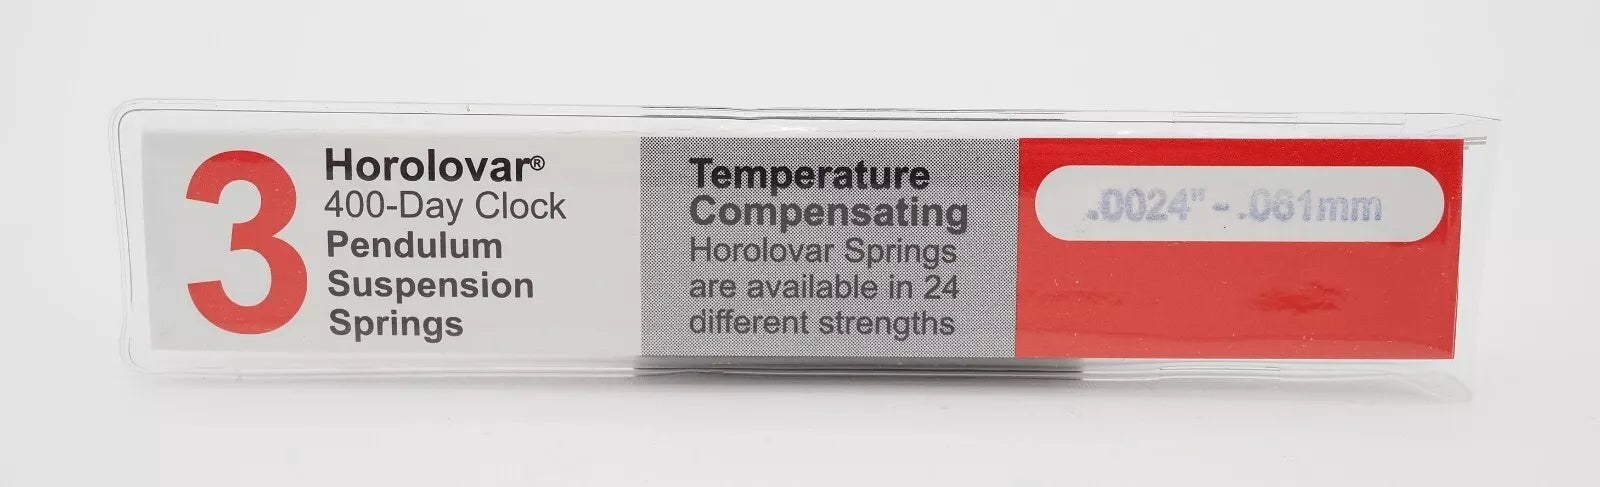 3
Horolovar®
400-Day Clock
Pendulum
Suspension
Springs
Temperature
Compensating
Horolovar Springs
are available in 24
different strengths
.0024" - .061mm